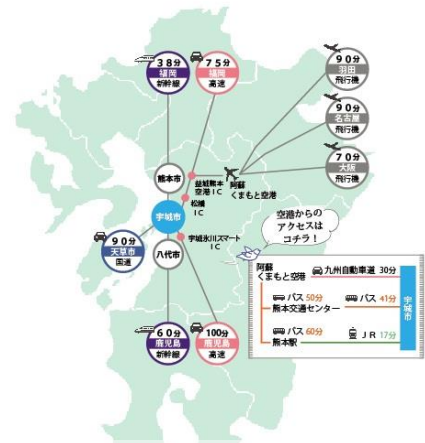 38分
福岡
新幹線
75分
福岡
高速
90分
羽田
飛行機
90分
名古屋
飛行機
70分
大阪
飛行機
熊本市
益城熊本
空港IC
阿蘇
くまもと空港
松橋
IC
宇城市
宇城氷川スマート
IC
八代市
90分
天草市
国道
空港からの
アクセスは
コチラ！
阿蘇
くまもと空港
九州自動車道 30分
バス 50分
熊本交通センター
バス 41分
バス 60分
熊本駅
JR 17分
宇城市
60分
鹿児島
新幹線
100分
鹿児島
高速